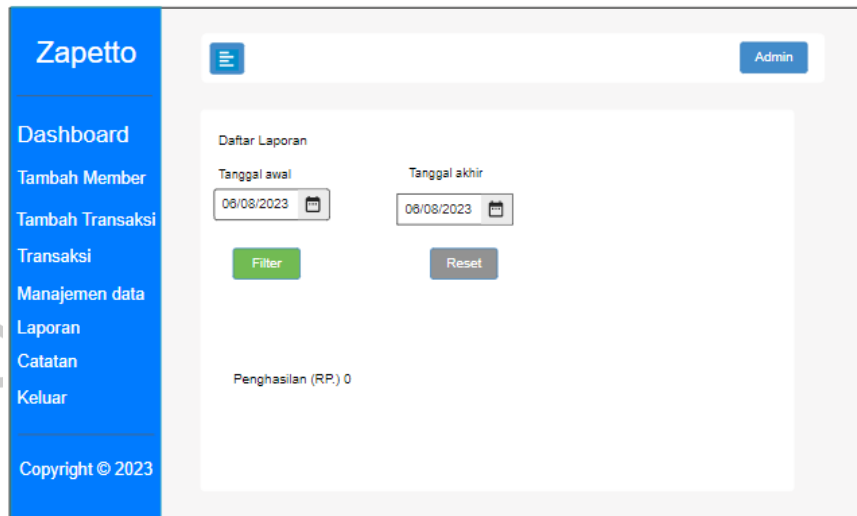 Zapetto
Admin
Dashboard
Tambah Member
Tambah Transaksi
Transaksi
Manajemen data
Laporan
Catatan
Keluar
Copyright © 2023
Daftar Laporan
Tanggal awal Tanggal akhir
06/08/2023 06/08/2023
Filter Reset
Penghasilan (RP.) 0